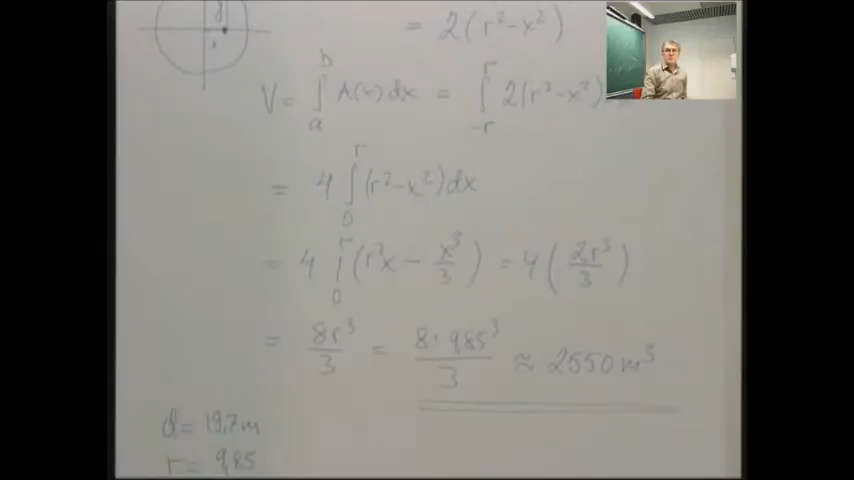 y
x
= 2(r²-x²)
V = ∫ₐᵇ A(x)dx = ∫₋ᵣʳ 2(r²-x²)
= 4 ∫₀ʳ (r²-x²)dx
= 4 |₀ʳ (r²x - x³/3) = 4(2r³/3)
= 8r³/3 = 8·9,85³/3 ≈ 2550 m³
d = 19,7m
r = 9,85